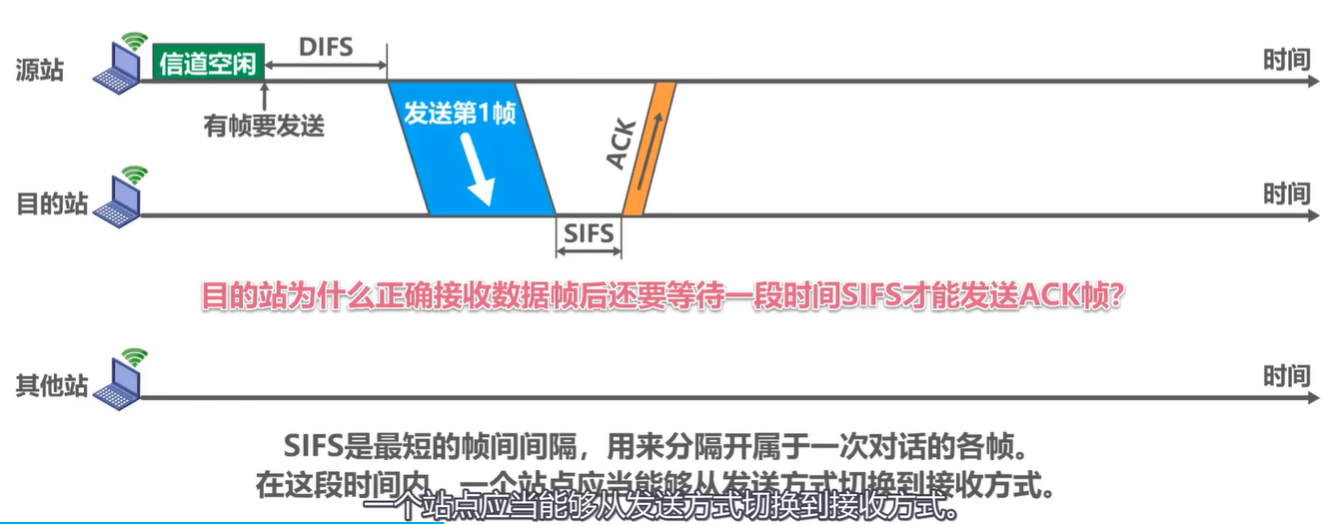 源站
信道空闲
DIFS
时间
有帧要发送
发送第1帧
ACK
目的站
时间
SIFS
目的站为什么正确接收数据帧后还要等待一段时间SIFS才能发送ACK帧？
其他站
时间
SIFS是最短的帧间间隔，用来分隔开属于一次对话的各帧。
在这段时间内，一个站点应当能够从发送方式切换到接收方式。
一个站点应当能够从发送方式切换到接收方式。